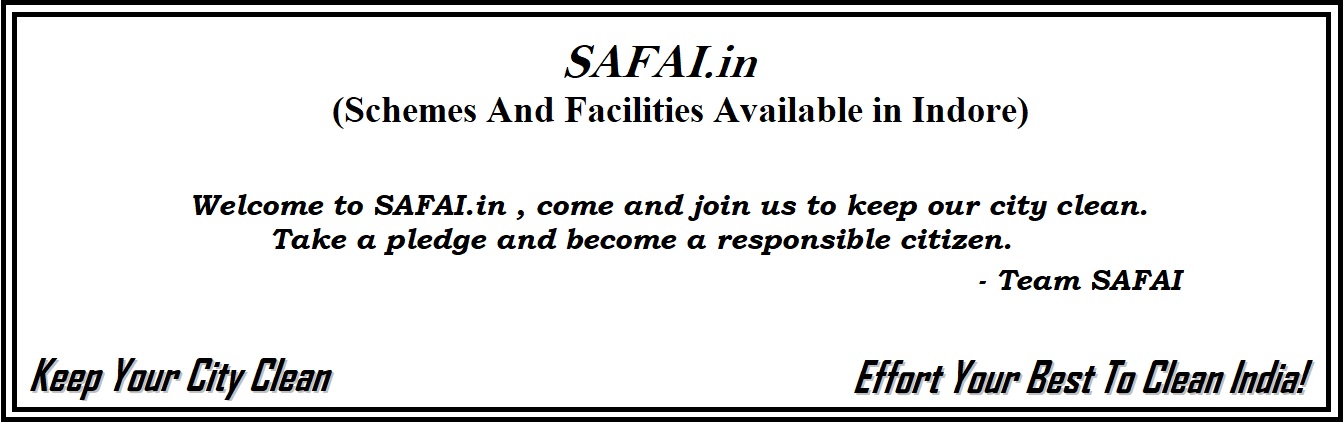 SAFAI.in
(Schemes And Facilities Available in Indore)
Welcome to SAFAI.in , come and join us to keep our city clean.
Take a pledge and become a responsible citizen.
- Team SAFAI
Keep Your City Clean
Effort Your Best To Clean India!